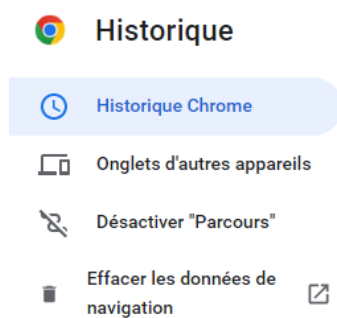 Historique
Historique Chrome
Onglets d'autres appareils
Désactiver "Parcours"
Effacer les données de
navigation